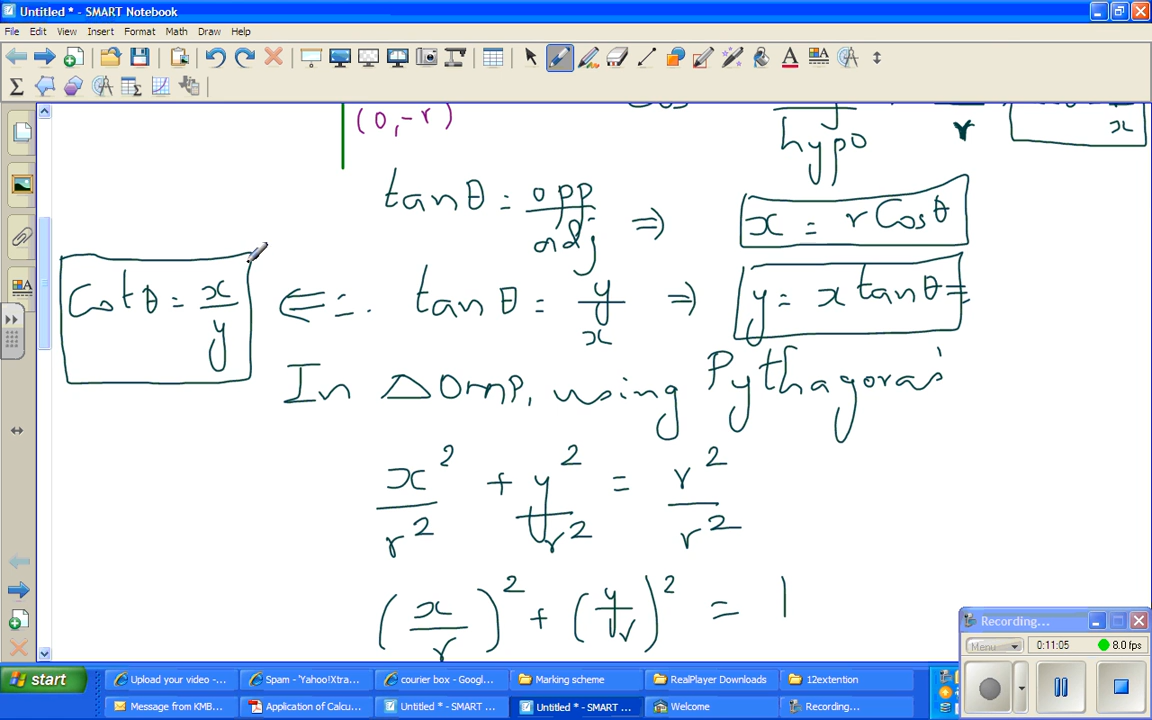 Untitled * - SMART Notebook
File Edit View Insert Format Math Draw Help
(0,-r)
hypo
r
x
tanθ = opp/adj ⇒ x = r Cosθ
Cotθ = x/y ⇐ ∴ tanθ = y/x ⇒ y = x tanθ =
In △OMP, using Pythagoras'
x²/r² + y²/r² = r²/r²
(x/r)² + (y/r)² = 1
Recording...
Menu 0:11:05 8.0 fps
start Upload your video -... Spam - 'Yahoo!Xtra... courier box - Googl... Marking scheme RealPlayer Downloads 12extention
Message from KMB... Application of Calcu... Untitled * - SMART ... Untitled * - SMART ... Welcome Recording...